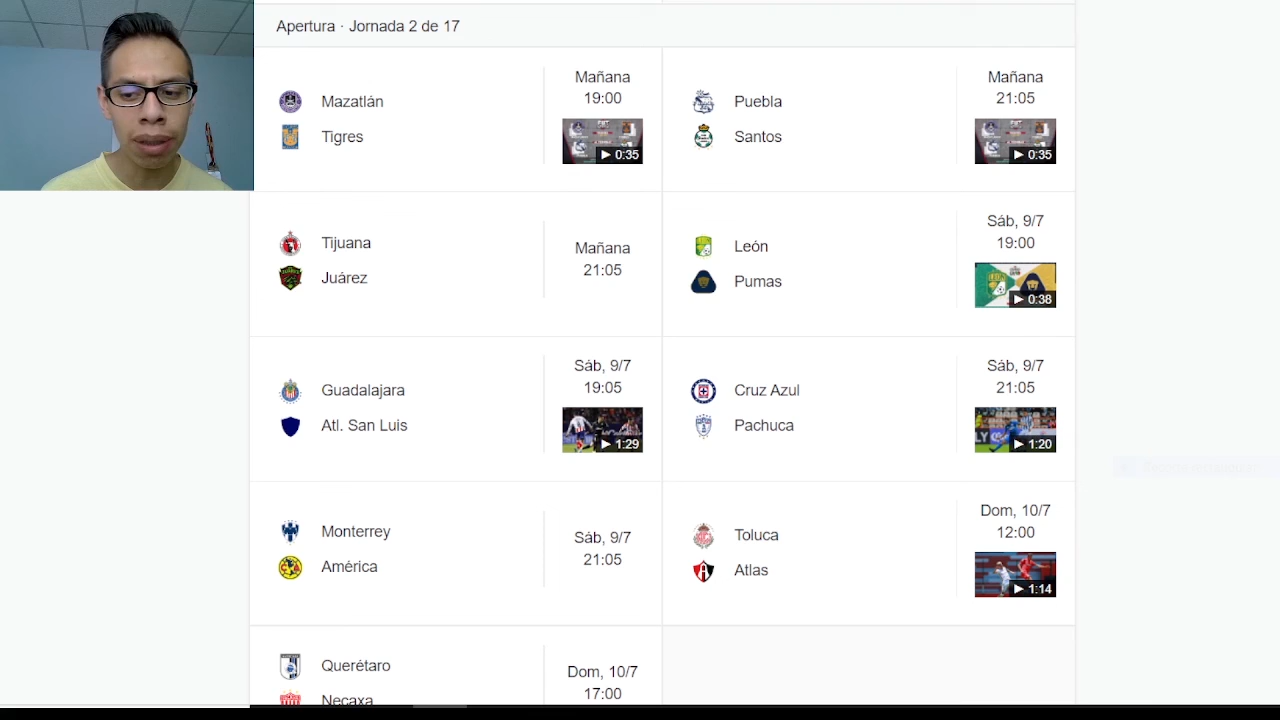 Apertura · Jornada 2 de 17
Mazatlán
Tigres
Mañana
19:00
0:35
Puebla
Santos
Mañana
21:05
0:35
Tijuana
Juárez
Mañana
21:05
León
Pumas
Sáb, 9/7
19:00
0:38
Guadalajara
Atl. San Luis
Sáb, 9/7
19:05
1:29
Cruz Azul
Pachuca
Sáb, 9/7
21:05
1:20
Monterrey
América
Sáb, 9/7
21:05
Toluca
Atlas
Dom, 10/7
12:00
1:14
Querétaro
Necaxa
Dom, 10/7
17:00